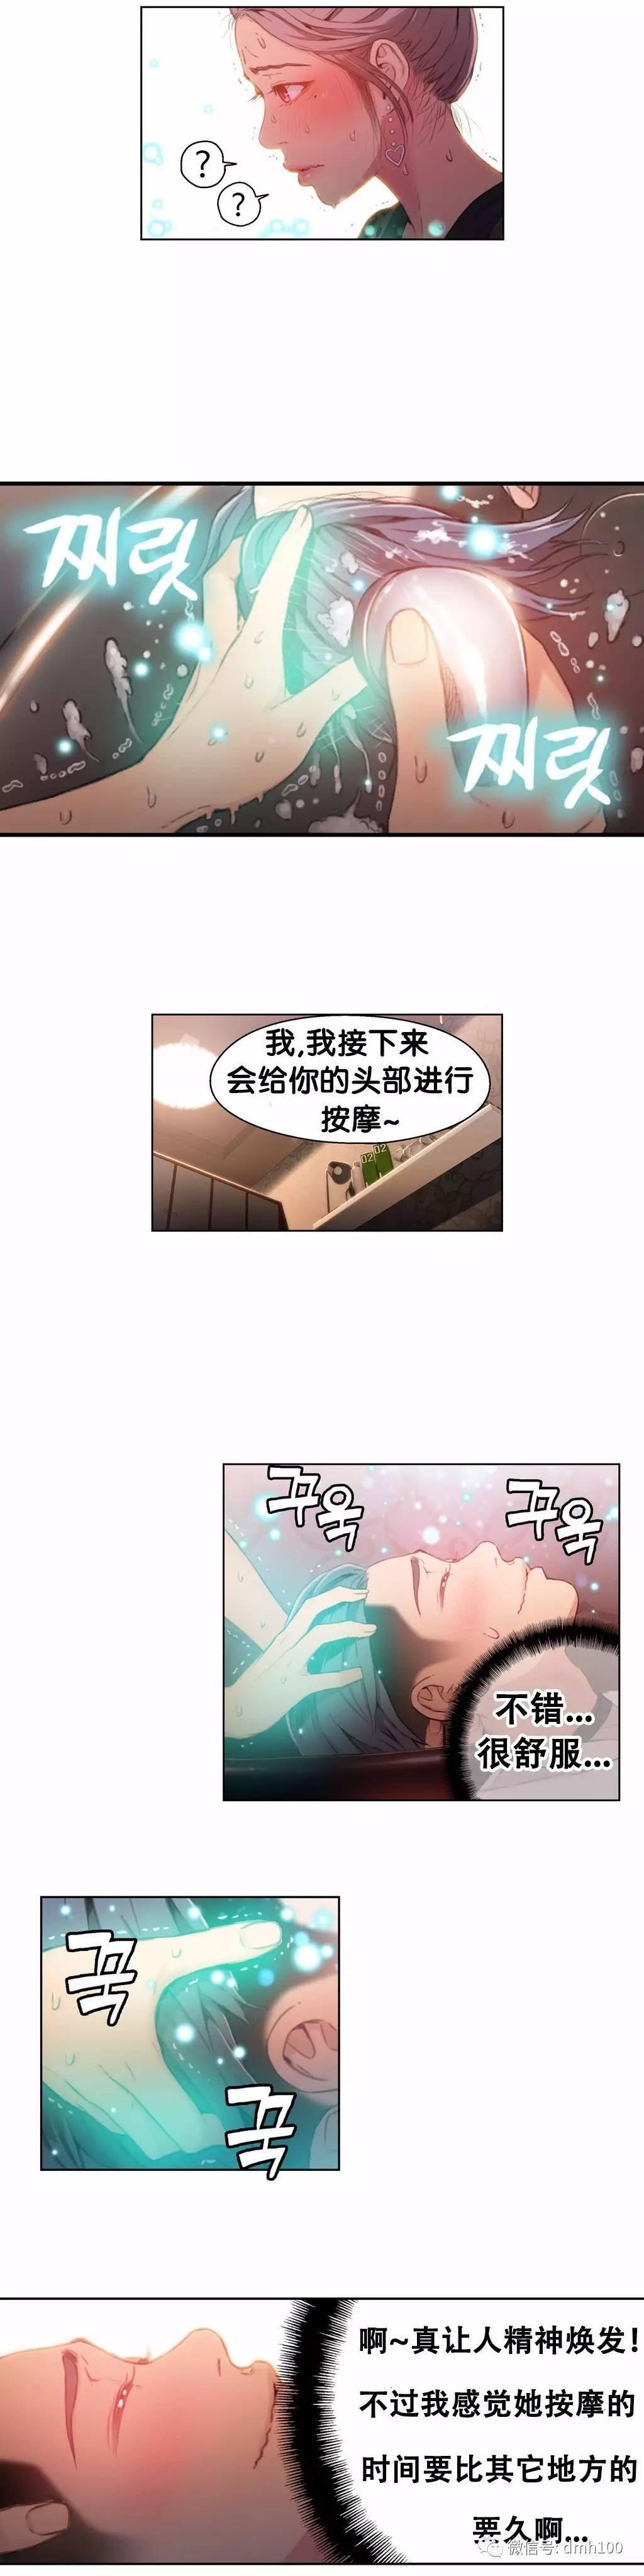 ?
?
찌릿
찌릿
我,我接下来
会给你的头部进行
按摩~
02
02
꾸욱
꾸욱
不错...
很舒服...
꾹
꾹
啊~真让人精神焕发!
不过我感觉她按摩的
时间要比其它地方的
要久啊...
微信号: dmh100